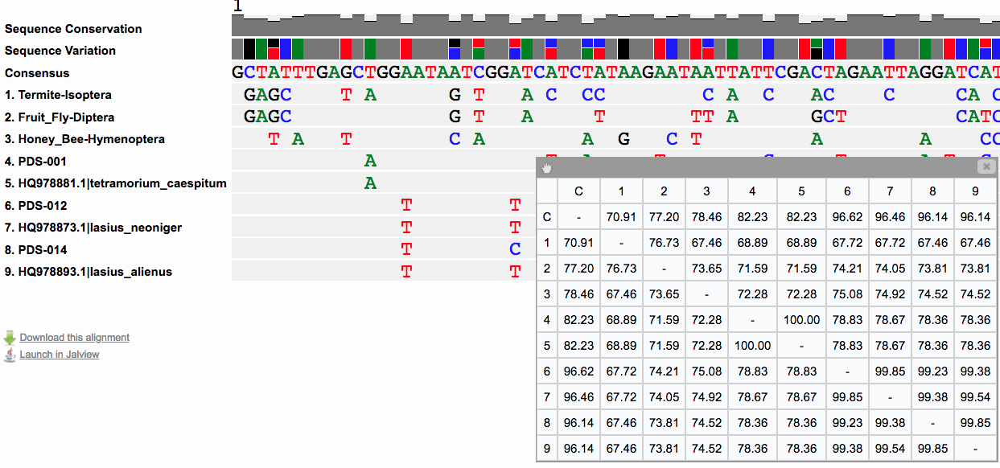 1
Sequence Conservation
Sequence Variation
Consensus GCTATTTGAGCTGGAATAATCGGATCATCTATAAGAATAATTATTCGACTAGAATTAGGATCAT
1. Termite-Isoptera GAGC T A G T A C CC C A C AC C CA C
2. Fruit_Fly-Diptera GAGC G T A T TT A GCT CATC
3. Honey_Bee-Hymenoptera T A T C A A G C T A A CC
4. PDS-001 A
5. HQ978881.1|tetramorium_caespitum A
6. PDS-012 T T
7. HQ978873.1|lasius_neoniger T T
8. PDS-014 T C
9. HQ978893.1|lasius_alienus T T
Download this alignment
Launch in Jalview
C 1 2 3 4 5 6 7 8 9
C - 70.91 77.20 78.46 82.23 82.23 96.62 96.46 96.14 96.14
1 70.91 - 76.73 67.46 68.89 68.89 67.72 67.72 67.46 67.46
2 77.20 76.73 - 73.65 71.59 71.59 74.21 74.05 73.81 73.81
3 78.46 67.46 73.65 - 72.28 72.28 75.08 74.92 74.52 74.52
4 82.23 68.89 71.59 72.28 - 100.00 78.83 78.67 78.36 78.36
5 82.23 68.89 71.59 72.28 100.00 - 78.83 78.67 78.36 78.36
6 96.62 67.72 74.21 75.08 78.83 78.83 - 99.85 99.23 99.38
7 96.46 67.72 74.05 74.92 78.67 78.67 99.85 - 99.38 99.54
8 96.14 67.46 73.81 74.52 78.36 78.36 99.23 99.38 - 99.85
9 96.14 67.46 73.81 74.52 78.36 78.36 99.38 99.54 99.85 -